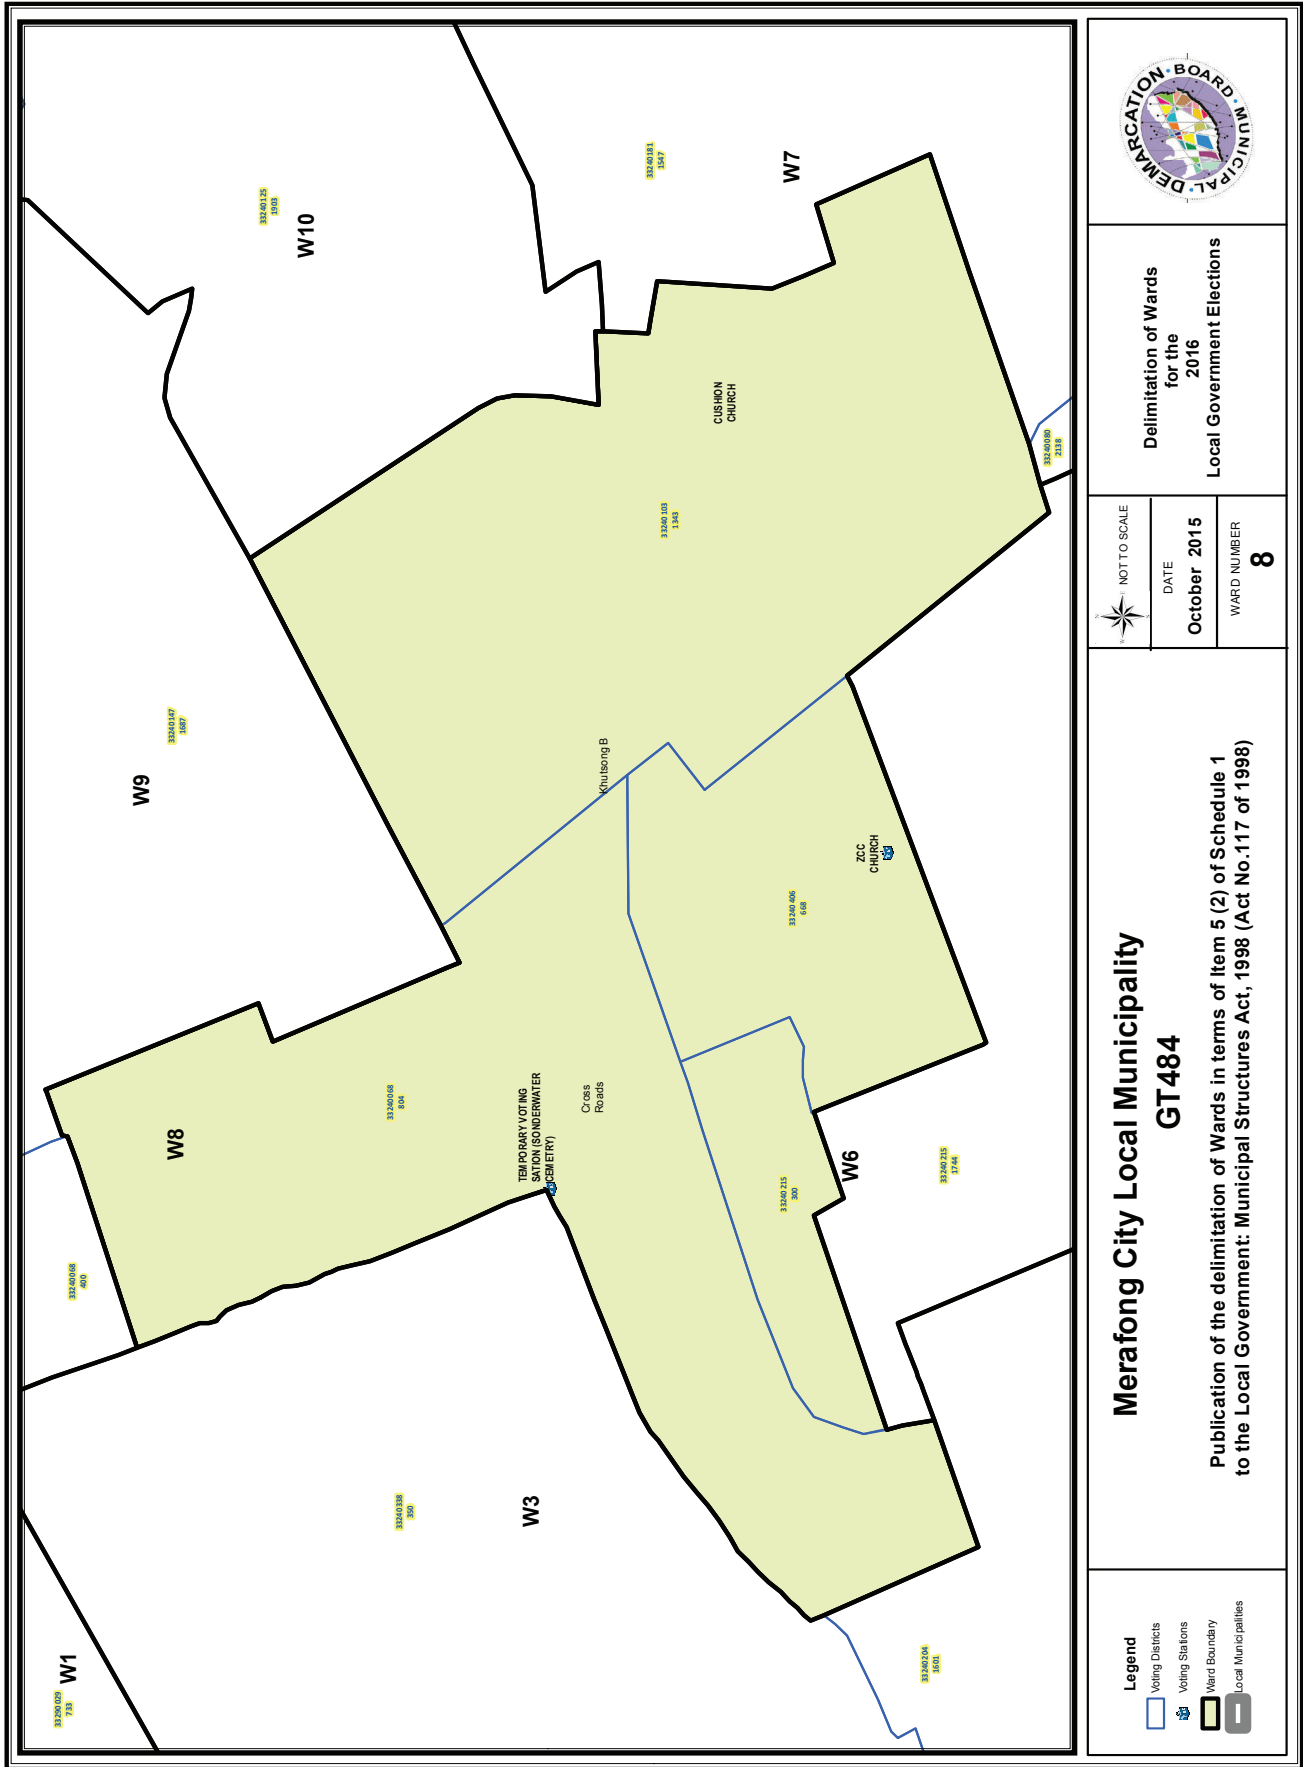 33290029
733
W1
33240338
350
W3
33240204
1601
33240068
400
W8
33240068
804
TEMPORARY VOTING
SATION (SONDERWATER
CEMETRY)
Cross
Roads
33240215
300
W6
33240215
1744
W9
33240147
1687
Khutsong B
ZCC
CHURCH
33240406
668
33240103
1343
CUSHION
CHURCH
33240080
2138
33240125
1903
W10
33240181
1547
W7
Legend
Voting Districts
Voting Stations
Ward Boundary
Local Municipalities
Merafong City Local Municipality
GT484
Publication of the delimitation of Wards in terms of Item 5 (2) of Schedule 1
to the Local Government: Municipal Structures Act, 1998 (Act No.117 of 1998)
N
W
E
S
NOT TO SCALE
DATE
October 2015
WARD NUMBER
8
Delimitation of Wards
for the
2016
Local Government Elections
MUNICIPAL • DEMARCATION • BOARD •